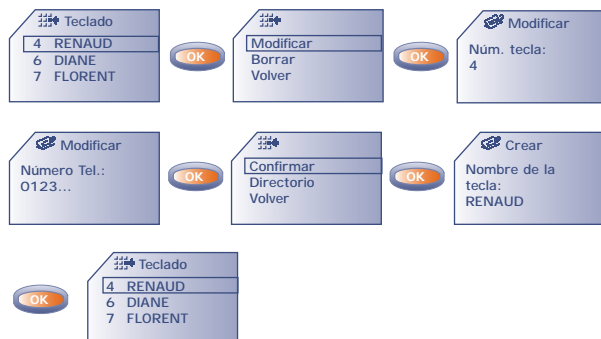 Teclado
4 RENAUD
6 DIANE
7 FLORENT
OK
Modificar
Borrar
Volver
OK
Modificar
Núm. tecla:
4
Modificar
Número Tel.:
0123...
OK
Confirmar
Directorio
Volver
OK
Crear
Nombre de la
tecla:
RENAUD
OK
Teclado
4 RENAUD
6 DIANE
7 FLORENT